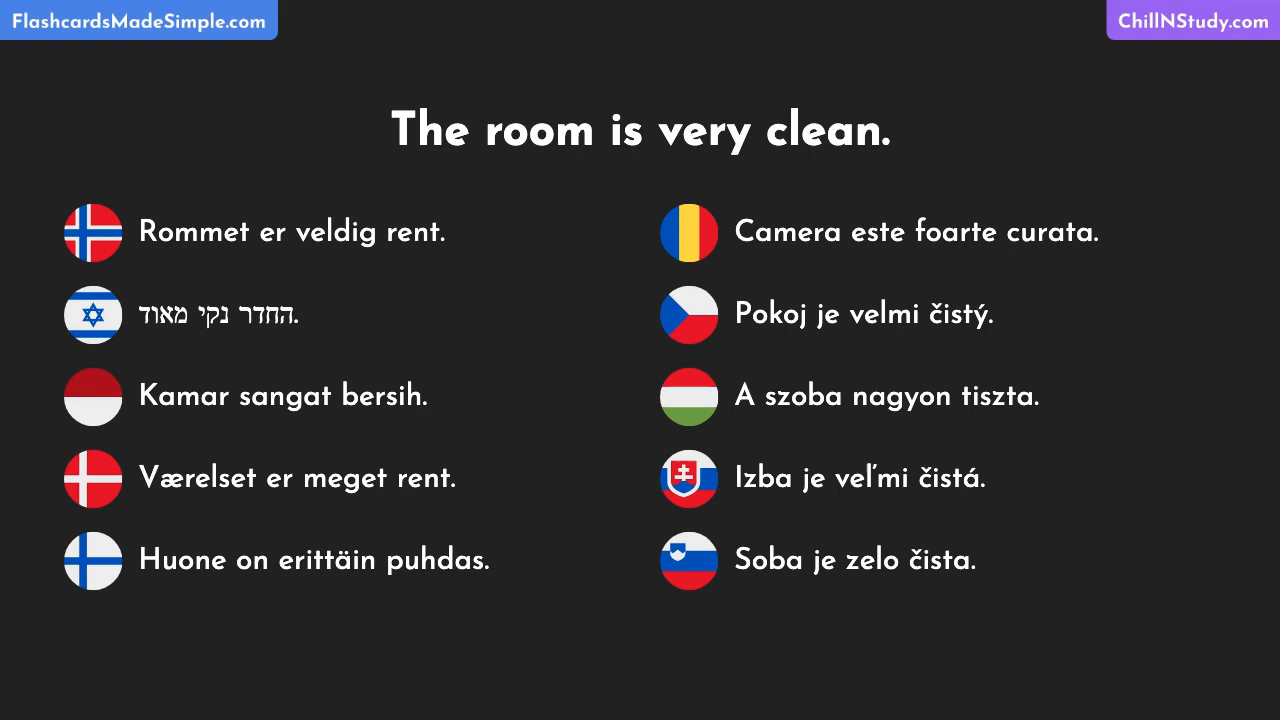 FlashcardsMadeSimple.com
ChillNStudy.com
The room is very clean.
Rommet er veldig rent.
החדר נקי מאוד.
Kamar sangat bersih.
Værelset er meget rent.
Huone on erittäin puhdas.
Camera este foarte curata.
Pokoj je velmi čistý.
A szoba nagyon tiszta.
Izba je veľmi čistá.
Soba je zelo čista.